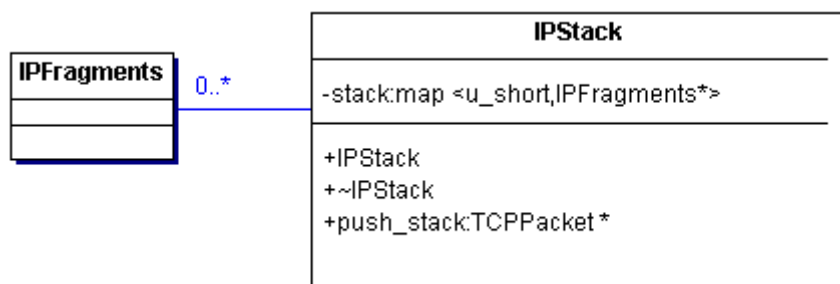 IPStack
IPFragments
0..*
-stack:map <u_short,IPFragments*>
+IPStack
+~IPStack
+push_stack:TCPPacket *